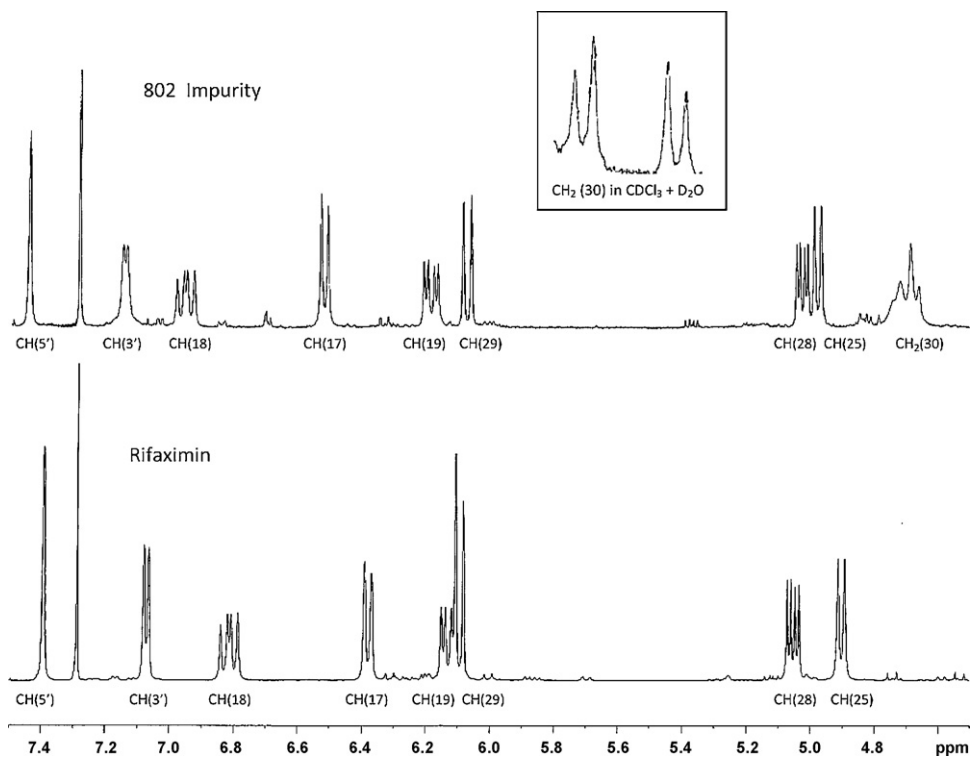 802 Impurity
CH₂ (30) in CDCl₃ + D₂O
CH(5') CH(3') CH(18) CH(17) CH(19) CH(29) CH(28) CH(25) CH₂(30)
Rifaximin
CH(5') CH(3') CH(18) CH(17) CH(19) CH(29) CH(28) CH(25)
7.4 7.2 7.0 6.8 6.6 6.4 6.2 6.0 5.8 5.6 5.4 5.2 5.0 4.8 ppm